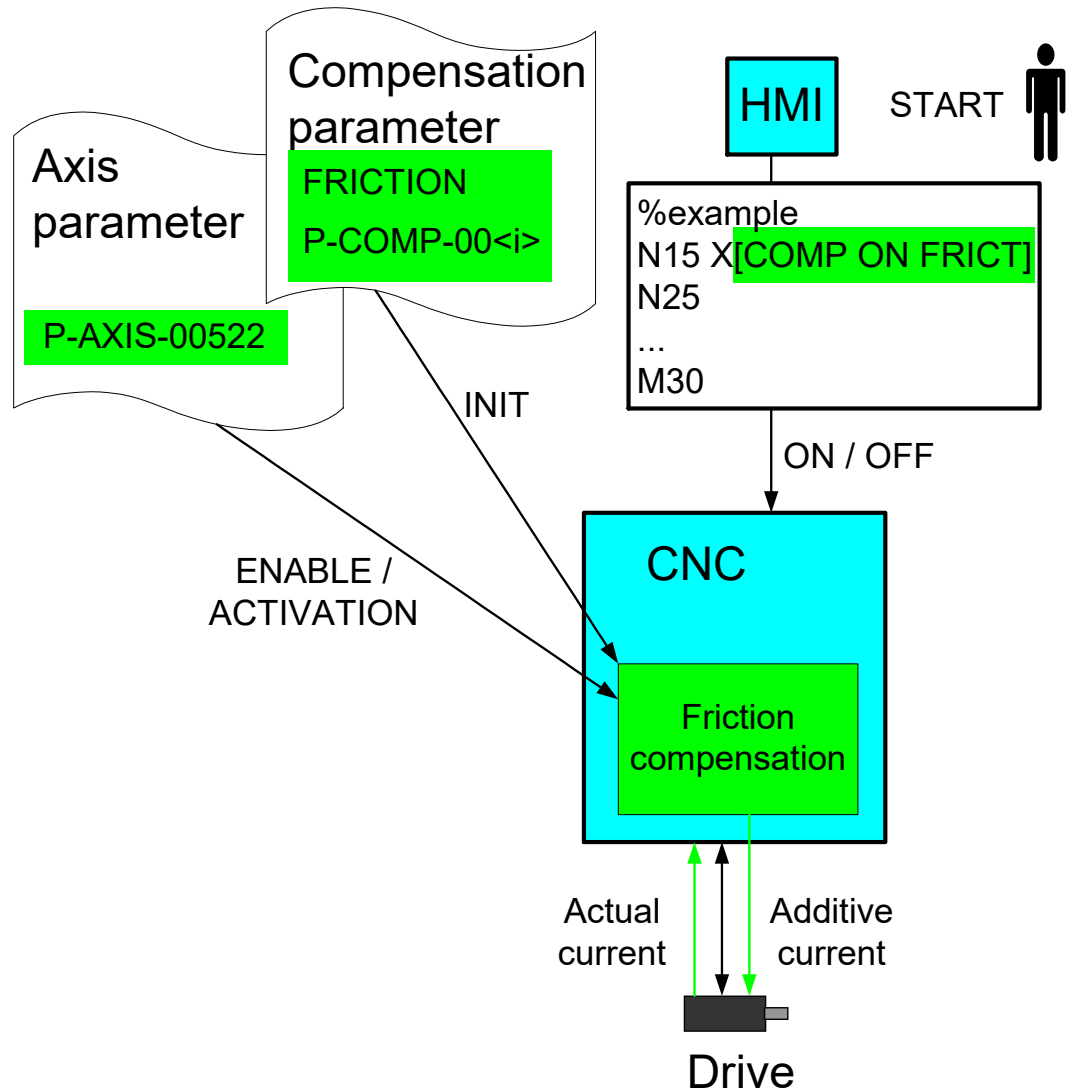 Compensation
parameter
FRICTION
P-COMP-00<i>
Axis
parameter
P-AXIS-00522
HMI
START
%example
N15 X[COMP ON FRICT]
N25
...
M30
INIT
ON / OFF
ENABLE /
ACTIVATION
CNC
Friction
compensation
Actual
current
Additive
current
Drive